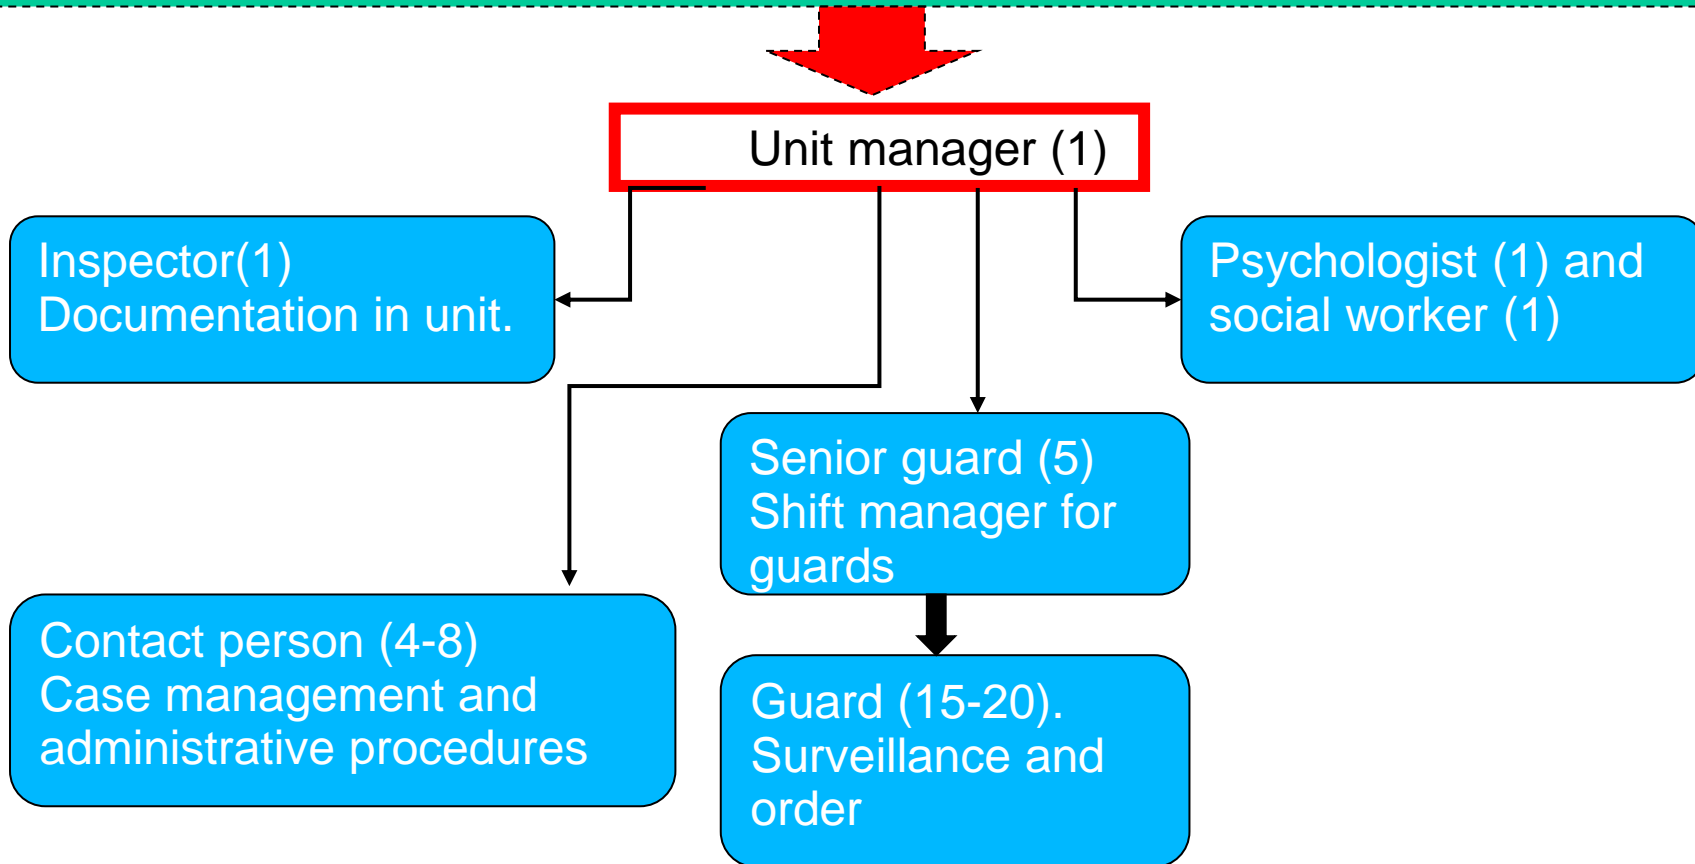 Unit manager (1)
Inspector(1)
Documentation in unit.
Psychologist (1) and
social worker (1)
Senior guard (5)
Shift manager for
guards
Contact person (4-8)
Case management and
administrative procedures
Guard (15-20).
Surveillance and
order